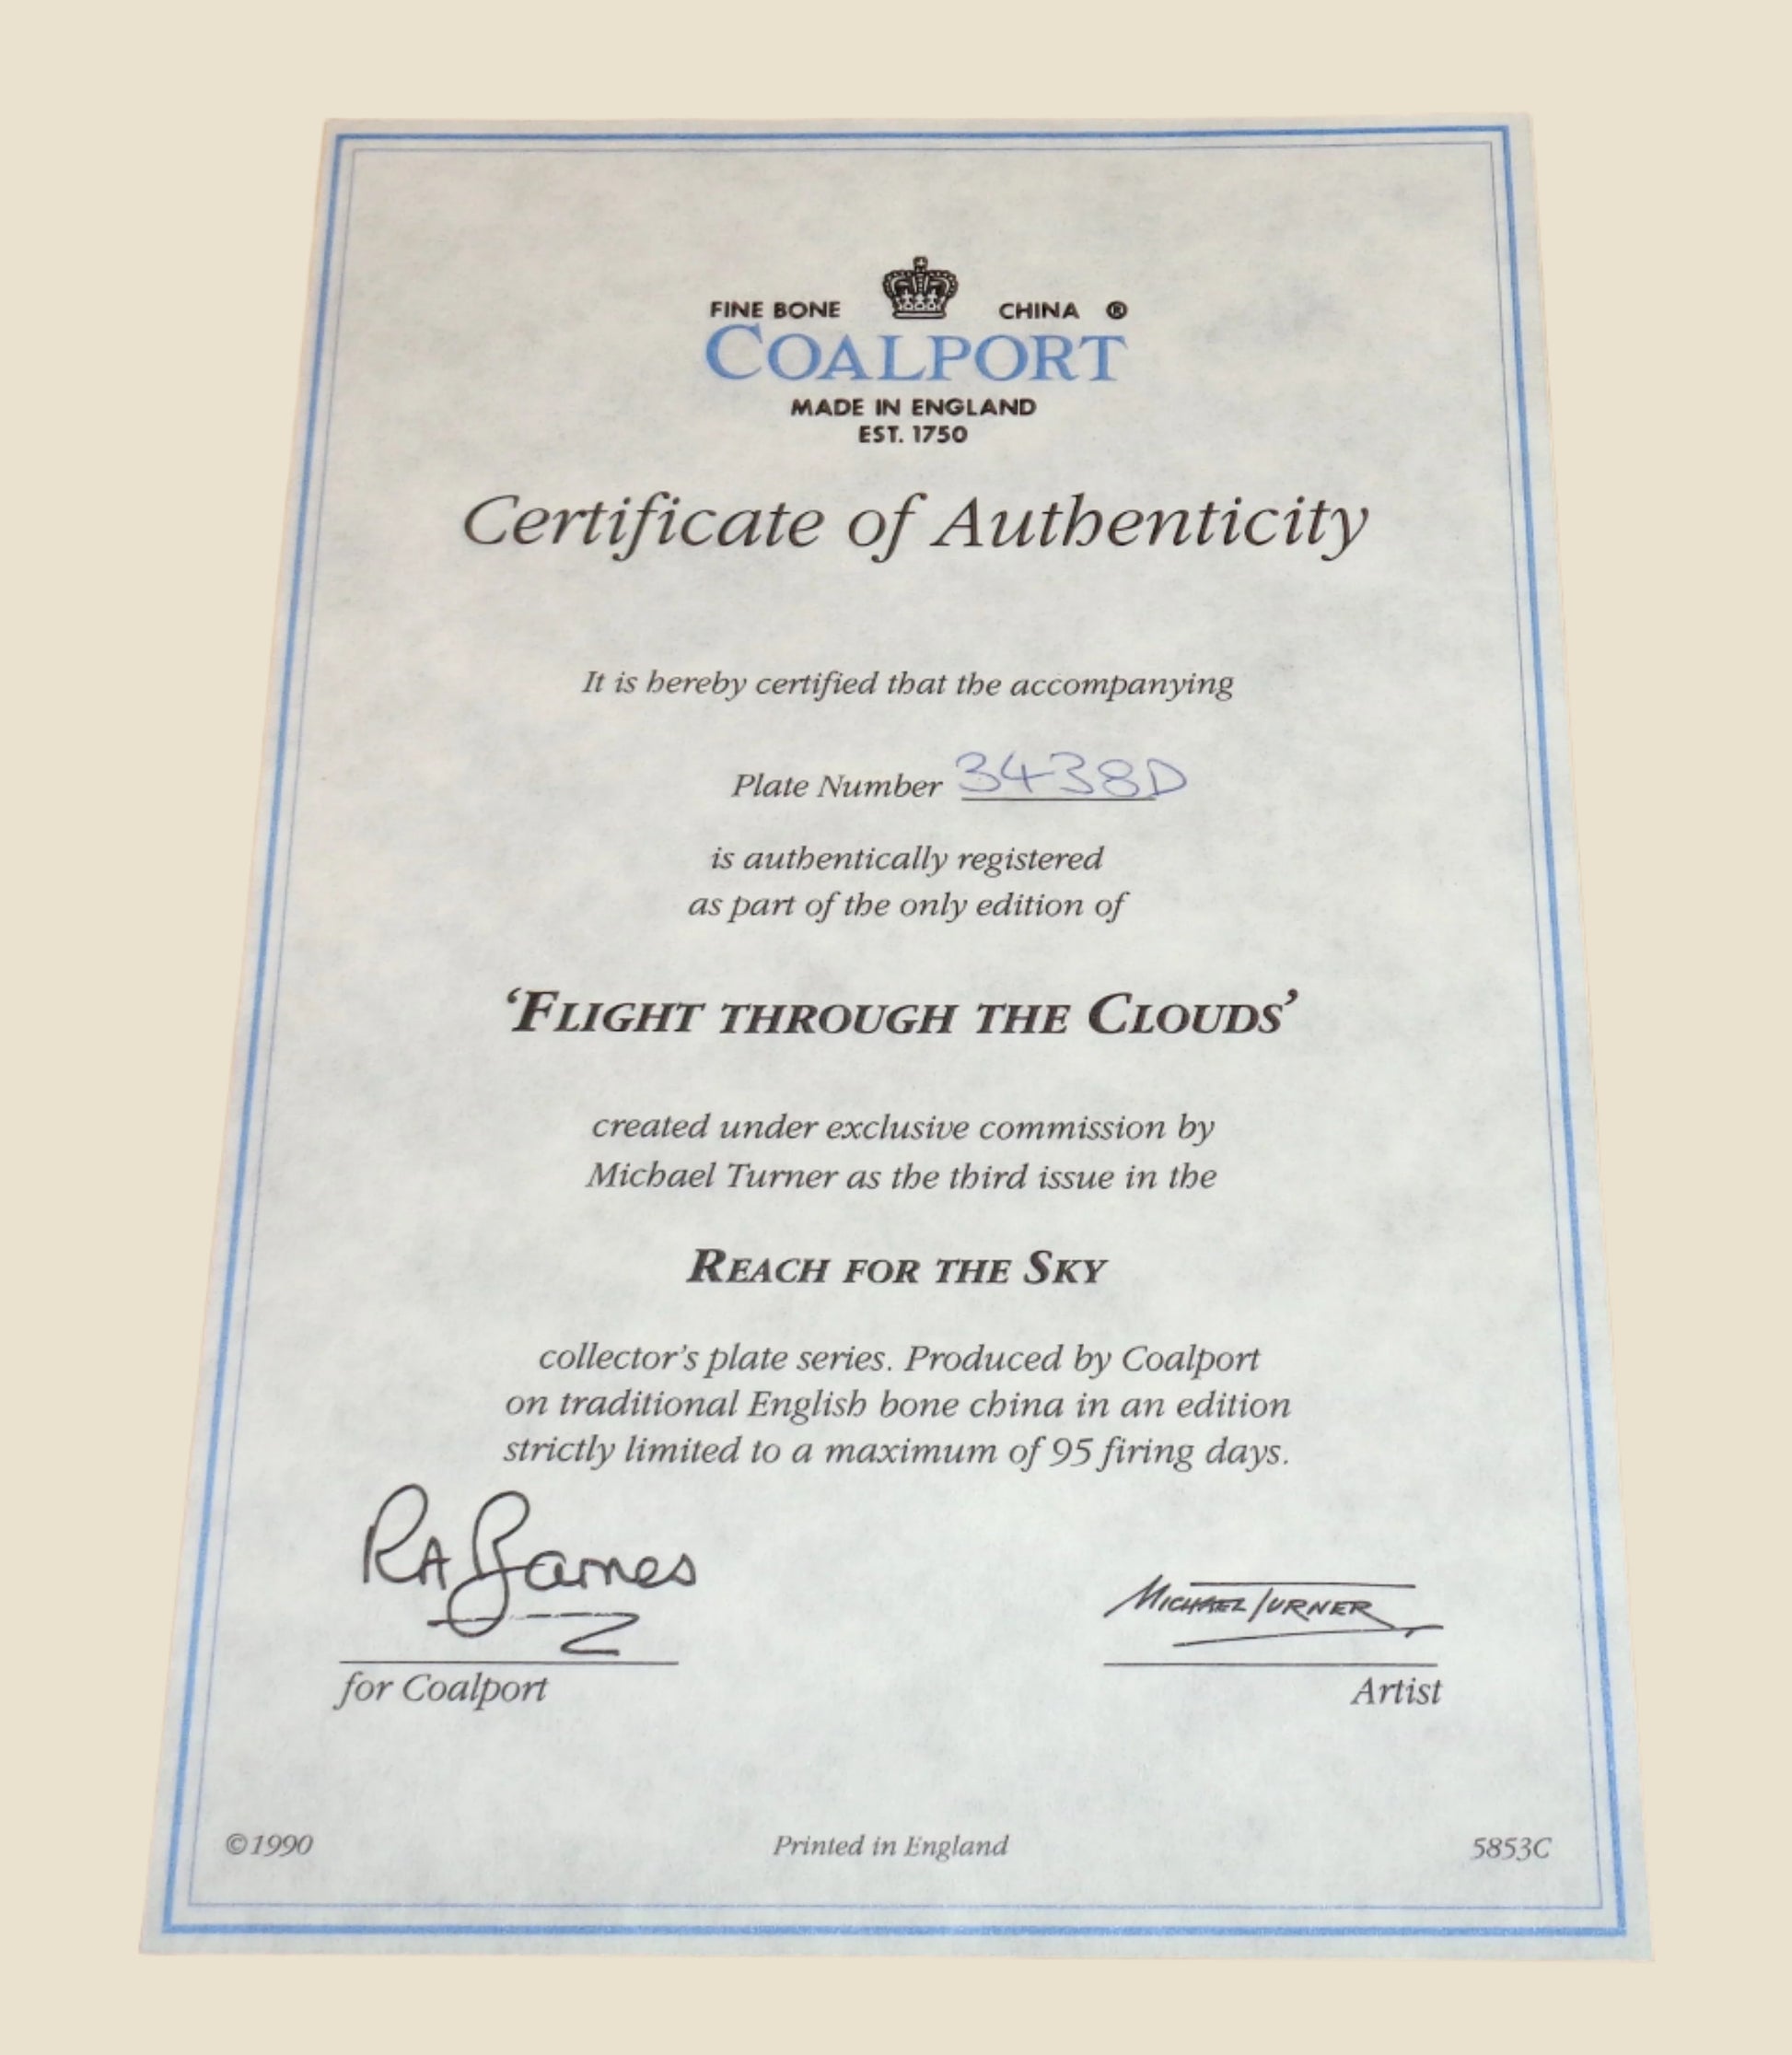 FINE BONE CHINA ®
COALPORT
MADE IN ENGLAND
EST. 1750
Certificate of Authenticity
It is hereby certified that the accompanying
Plate Number 3438D
is authentically registered
as part of the only edition of
‘FLIGHT THROUGH THE CLOUDS’
created under exclusive commission by
Michael Turner as the third issue in the
REACH FOR THE SKY
collector’s plate series. Produced by Coalport
on traditional English bone china in an edition
strictly limited to a maximum of 95 firing days.
RA Barnes
MICHAEL TURNER
for Coalport
Artist
©1990 Printed in England 5853C